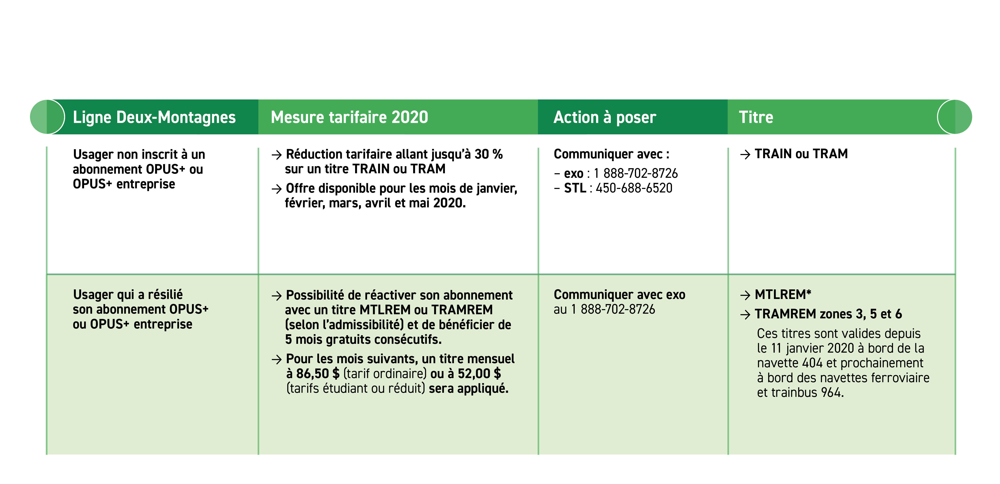 Ligne Deux-Montagnes
Mesure tarifaire 2020
Action à poser
Titre
Usager non inscrit à un
abonnement OPUS+ ou
OPUS+ entreprise
→ Réduction tarifaire allant jusqu’à 30 %
sur un titre TRAIN ou TRAM
→ Offre disponible pour les mois de janvier,
février, mars, avril et mai 2020.
Communiquer avec :
– exo : 1 888-702-8726
– STL : 450-688-6520
→ TRAIN ou TRAM
Usager qui a résilié
son abonnement OPUS+
ou OPUS+ entreprise
→ Possibilité de réactiver son abonnement
avec un titre MTLREM ou TRAMREM
(selon l’admissibilité) et de bénéficier de
5 mois gratuits consécutifs.
→ Pour les mois suivants, un titre mensuel
à 86,50 $ (tarif ordinaire) ou à 52,00 $
(tarifs étudiant ou réduit) sera appliqué.
Communiquer avec exo
au 1 888-702-8726
→ MTLREM*
→ TRAMREM zones 3, 5 et 6
Ces titres sont valides depuis
le 11 janvier 2020 à bord de la
navette 404 et prochainement
à bord des navettes ferroviaire
et trainbus 964.